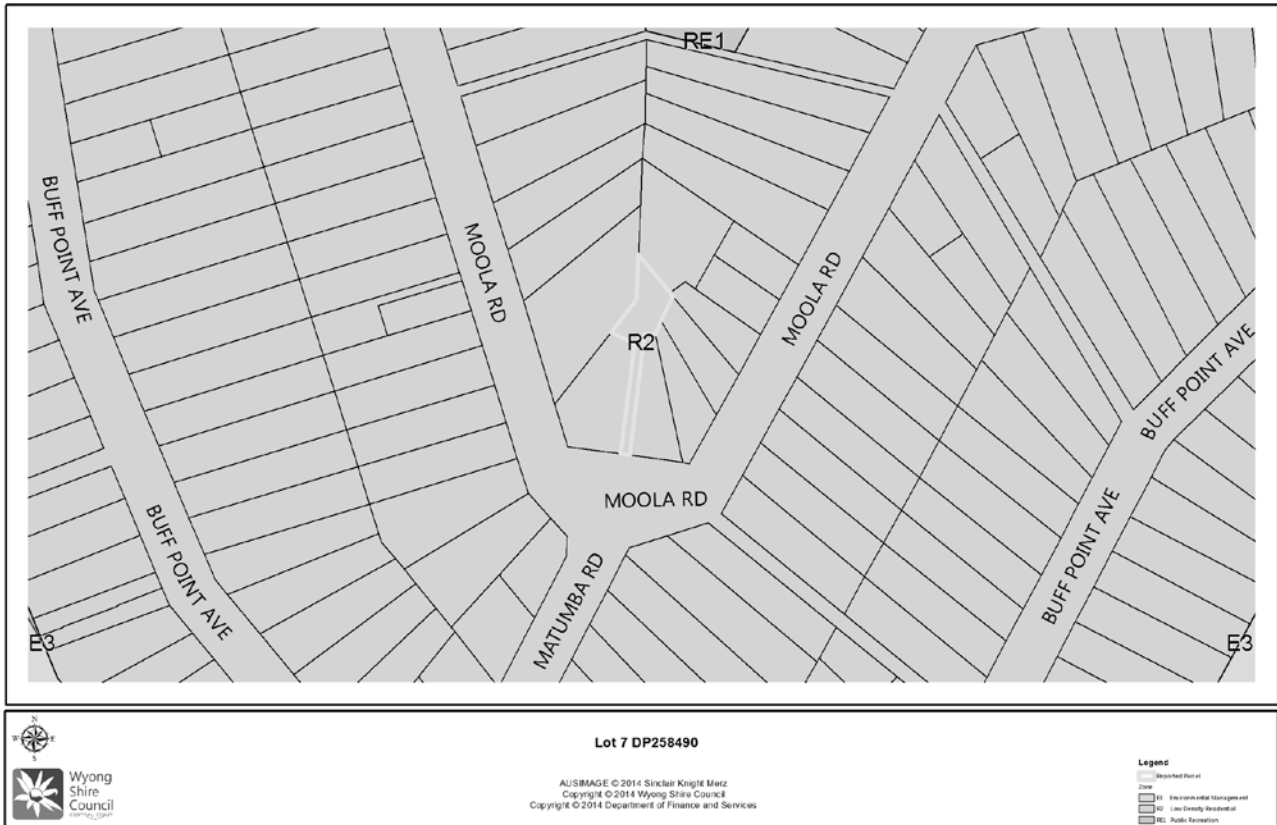 RE1
BUFF POINT AVE
MOOLA RD
MOOLA RD
R2
BUFF POINT AVE
MOOLA RD
BUFF POINT AVE
BUFF POINT AVE
MATUMBA RD
E3
E3
N
W E
S
Wyong
Shire
Council
CENTRAL COAST
Lot 7 DP258490
AUSIMAGE © 2014 Sinclair Knight Merz
Copyright © 2014 Wyong Shire Council
Copyright © 2014 Department of Finance and Services
Legend
Reported Parcel
Zone
E3 Environmental Management
R2 Low Density Residential
RE1 Public Recreation